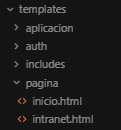 templates
aplicacion
auth
includes
pagina
<> inicio.html
<> intranet.html